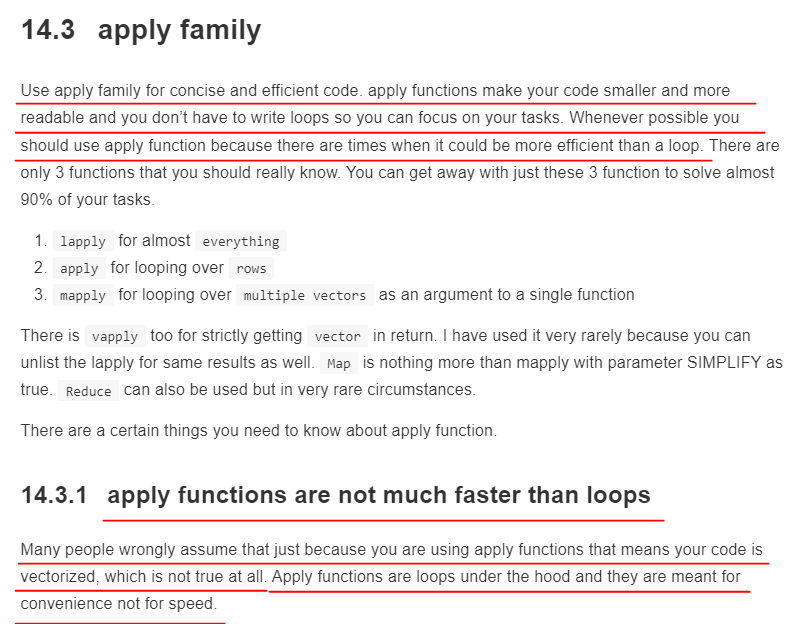 14.3 apply family
Use apply family for concise and efficient code. apply functions make your code smaller and more
readable and you don’t have to write loops so you can focus on your tasks. Whenever possible you
should use apply function because there are times when it could be more efficient than a loop. There are
only 3 functions that you should really know. You can get away with just these 3 function to solve almost
90% of your tasks.
1. lapply for almost everything
2. apply for looping over rows
3. mapply for looping over multiple vectors as an argument to a single function
There is vapply too for strictly getting vector in return. I have used it very rarely because you can
unlist the lapply for same results as well. Map is nothing more than mapply with parameter SIMPLIFY as
true. Reduce can also be used but in very rare circumstances.
There are a certain things you need to know about apply function.
14.3.1 apply functions are not much faster than loops
Many people wrongly assume that just because you are using apply functions that means your code is
vectorized, which is not true at all. Apply functions are loops under the hood and they are meant for
convenience not for speed.